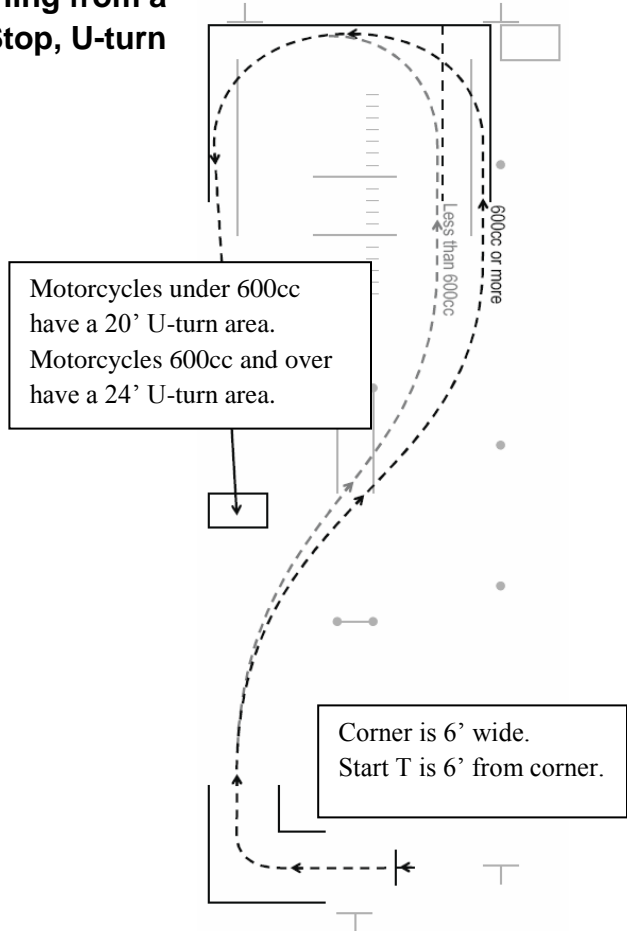 ning from a
Stop, U-turn
Less than 600cc
600cc or more
Motorcycles under 600cc
have a 20’ U-turn area.
Motorcycles 600cc and over
have a 24’ U-turn area.
Corner is 6’ wide.
Start T is 6’ from corner.